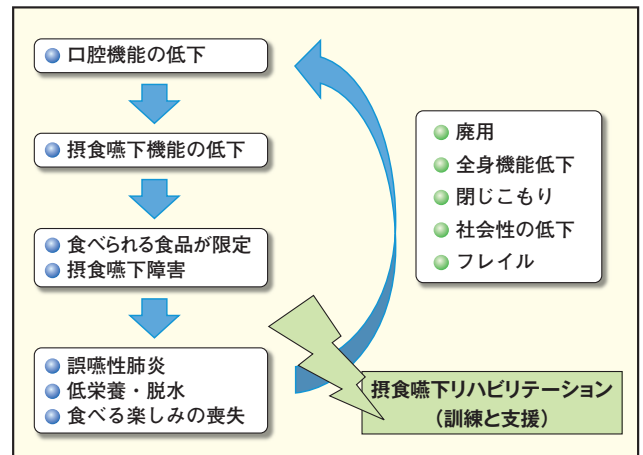 口腔機能の低下
摂食嚥下機能の低下
食べられる食品が限定
摂食嚥下障害
誤嚥性肺炎
低栄養・脱水
食べる楽しみの喪失
廃用
全身機能低下
閉じこもり
社会性の低下
フレイル
摂食嚥下リハビリテーション
（訓練と支援）